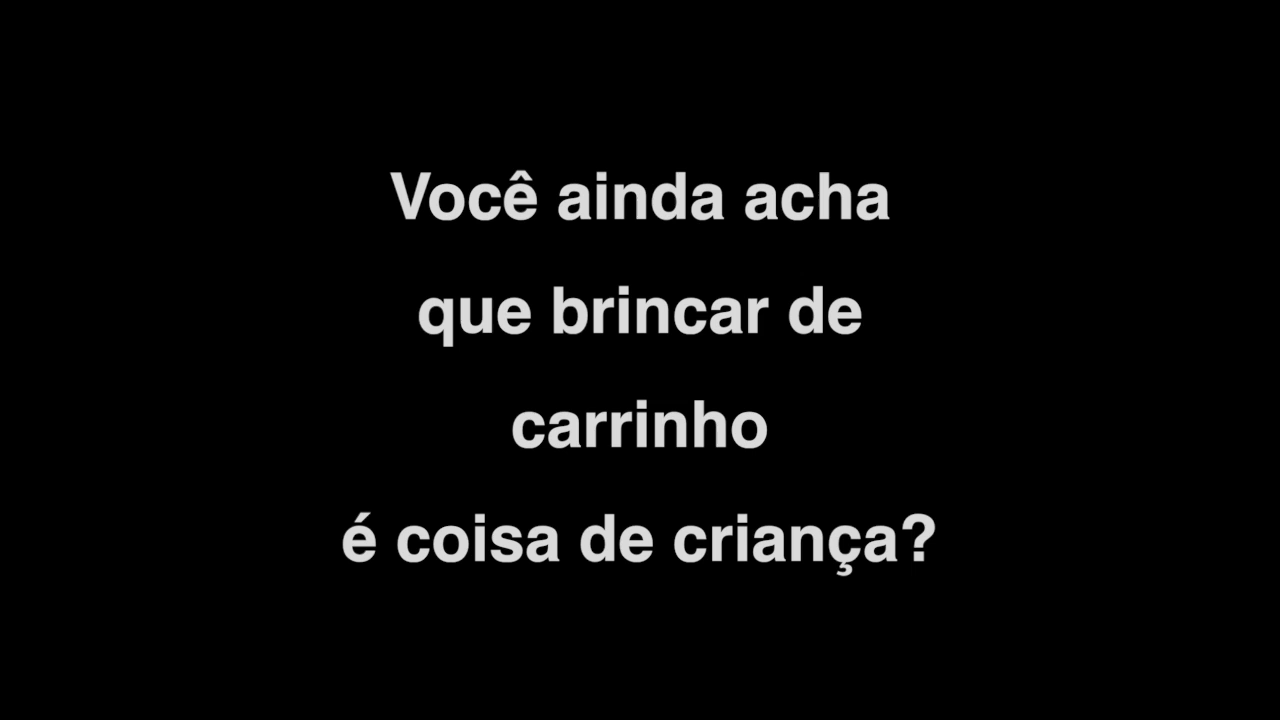 Você ainda acha
que brincar de
carrinho
é coisa de criança?